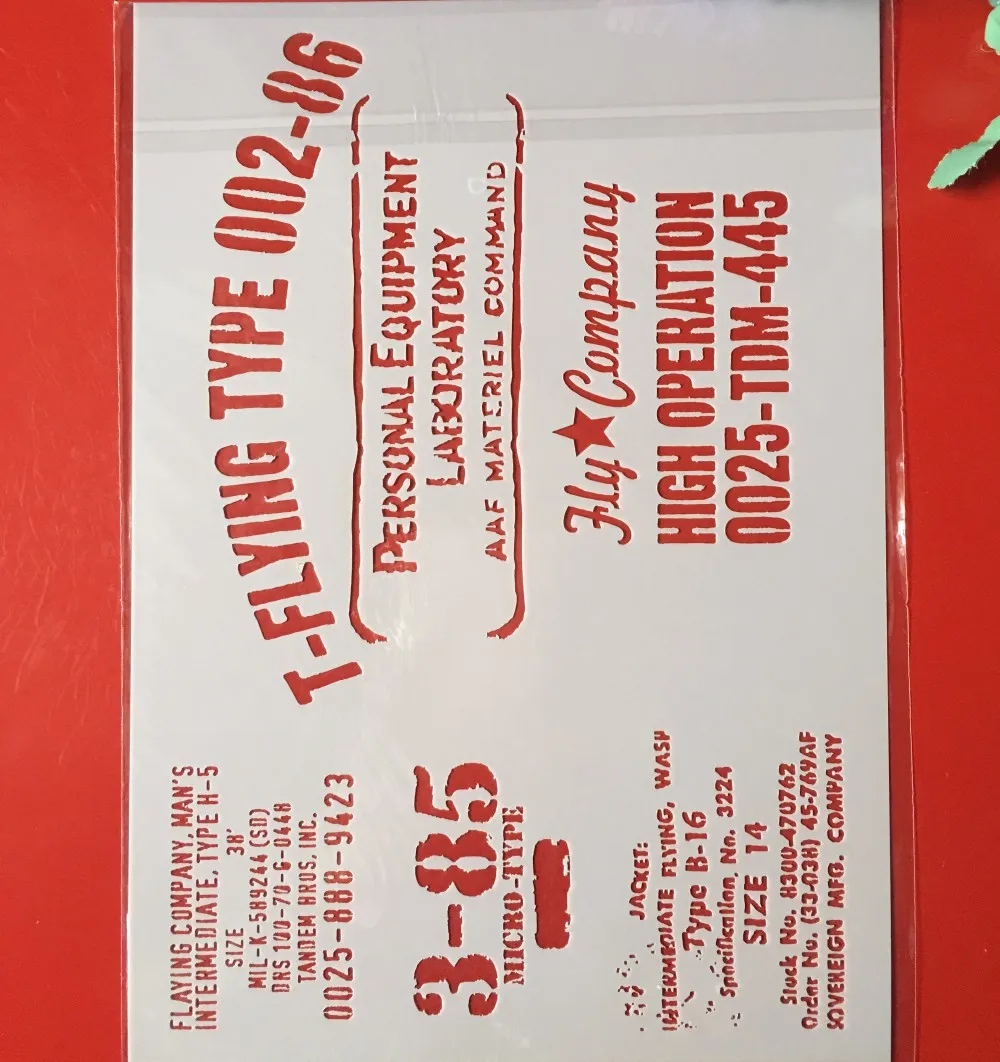 FLAYING COMPANY, MAN'S
INTERMEDIATE, TYPE H-5
SIZE 38'
MIL-K-589244 (SD)
DRS 100-70-G-0448
TANDEM HROS, INC.
0025-888-9423
3-85
MICRO-TYPE
JACKET:
INTERMEDIATE FLYING, WASP
Type B-16
Specification, No. 3224
SIZE 14
Stock No. 8300-470762
Order No. (33-038) 45-769AF
SOVEREIGN MFG. COMPANY
T-FLYING TYPE 002-86
PERSONAL EQUIPMENT
LABORATORY
AAF MATERIEL COMMAND
Fly★Company
HIGH OPERATION
0025-TDM-445